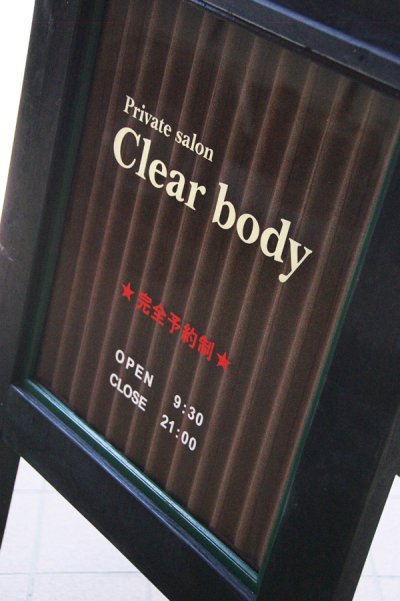 Private salon
Clear body
★完全予約制★
OPEN 9:30
CLOSE 21:00